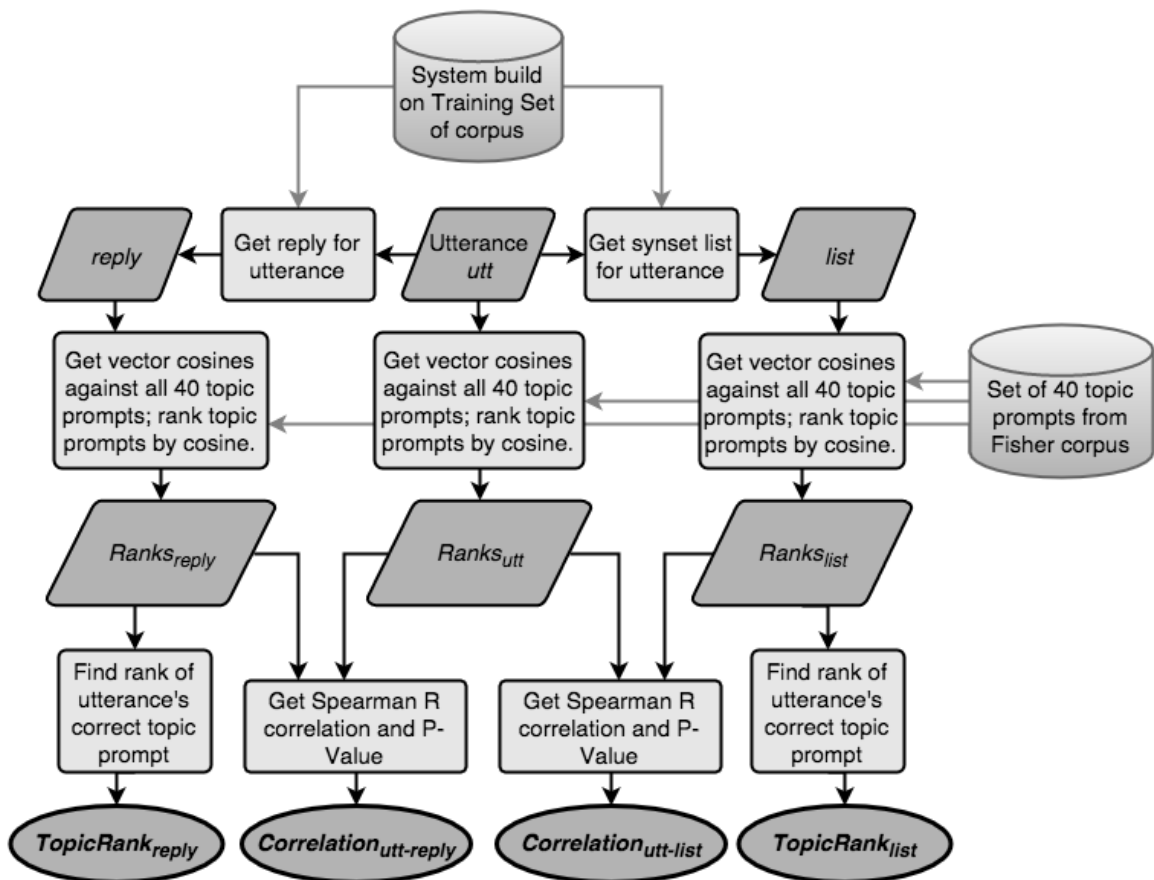 System build
on Training Set
of corpus
reply
Get reply for
utterance
Utterance
utt
Get synset list
for utterance
list
Get vector cosines
against all 40 topic
prompts; rank topic
prompts by cosine.
Get vector cosines
against all 40 topic
prompts; rank topic
prompts by cosine.
Get vector cosines
against all 40 topic
prompts; rank topic
prompts by cosine.
Set of 40 topic
prompts from
Fisher corpus
Ranksreply
Ranksutt
Rankslist
Find rank of
utterance's
correct topic
prompt
Get Spearman R
correlation and P-
Value
Get Spearman R
correlation and P-
Value
Find rank of
utterance's
correct topic
prompt
TopicRankreply
Correlationutt-reply
Correlationutt-list
TopicRanklist